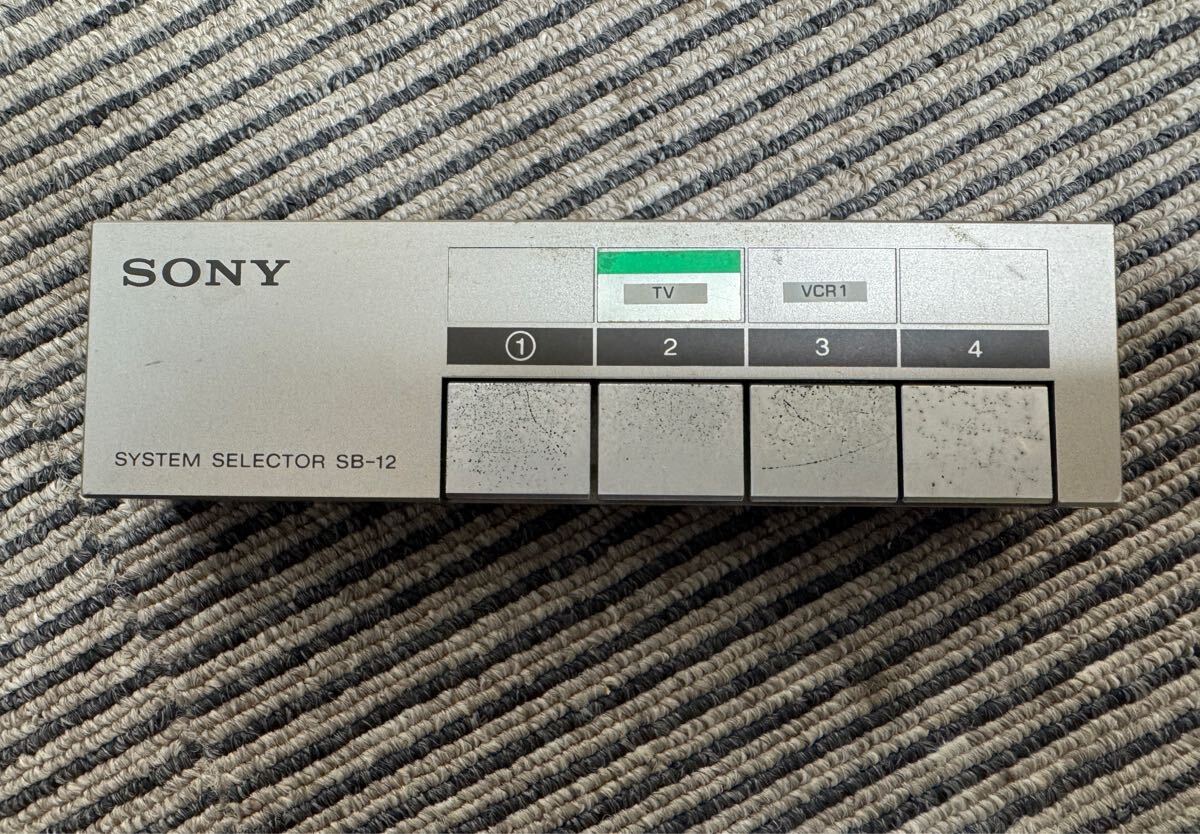 SONY
TV
VCR1
① 2 3 4
SYSTEM SELECTOR SB-12